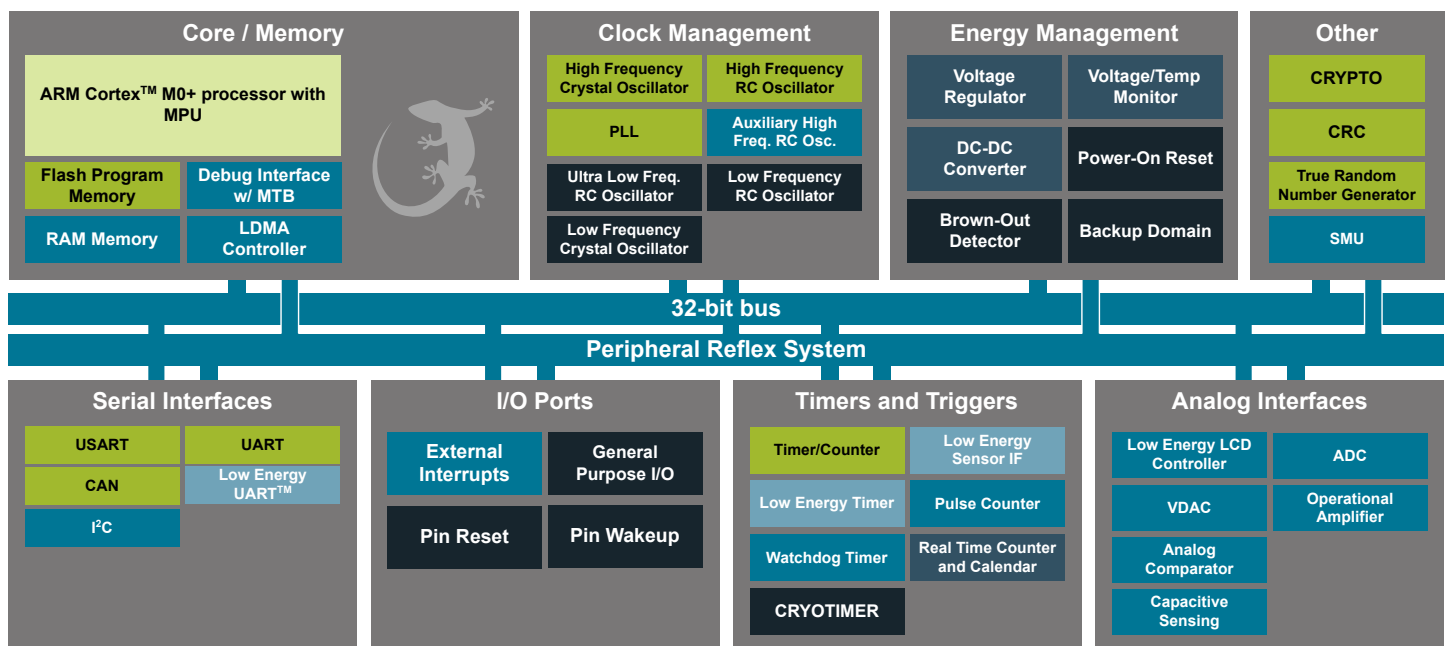 Core / Memory
ARM Cortex™ M0+ processor with
MPU
Flash Program
Memory
Debug Interface
w/ MTB
RAM Memory
LDMA
Controller
Clock Management
High Frequency
Crystal Oscillator
High Frequency
RC Oscillator
PLL
Auxiliary High
Freq. RC Osc.
Ultra Low Freq.
RC Oscillator
Low Frequency
RC Oscillator
Low Frequency
Crystal Oscillator
Energy Management
Voltage
Regulator
Voltage/Temp
Monitor
DC-DC
Converter
Power-On Reset
Brown-Out
Detector
Backup Domain
Other
CRYPTO
CRC
True Random
Number Generator
SMU
32-bit bus
Peripheral Reflex System
Serial Interfaces
USART
UART
CAN
Low Energy
UART™
I²C
I/O Ports
External
Interrupts
General
Purpose I/O
Pin Reset
Pin Wakeup
Timers and Triggers
Timer/Counter
Low Energy
Sensor IF
Low Energy Timer
Pulse Counter
Watchdog Timer
Real Time Counter
and Calendar
CRYOTIMER
Analog Interfaces
Low Energy LCD
Controller
ADC
VDAC
Operational
Amplifier
Analog
Comparator
Capacitive
Sensing